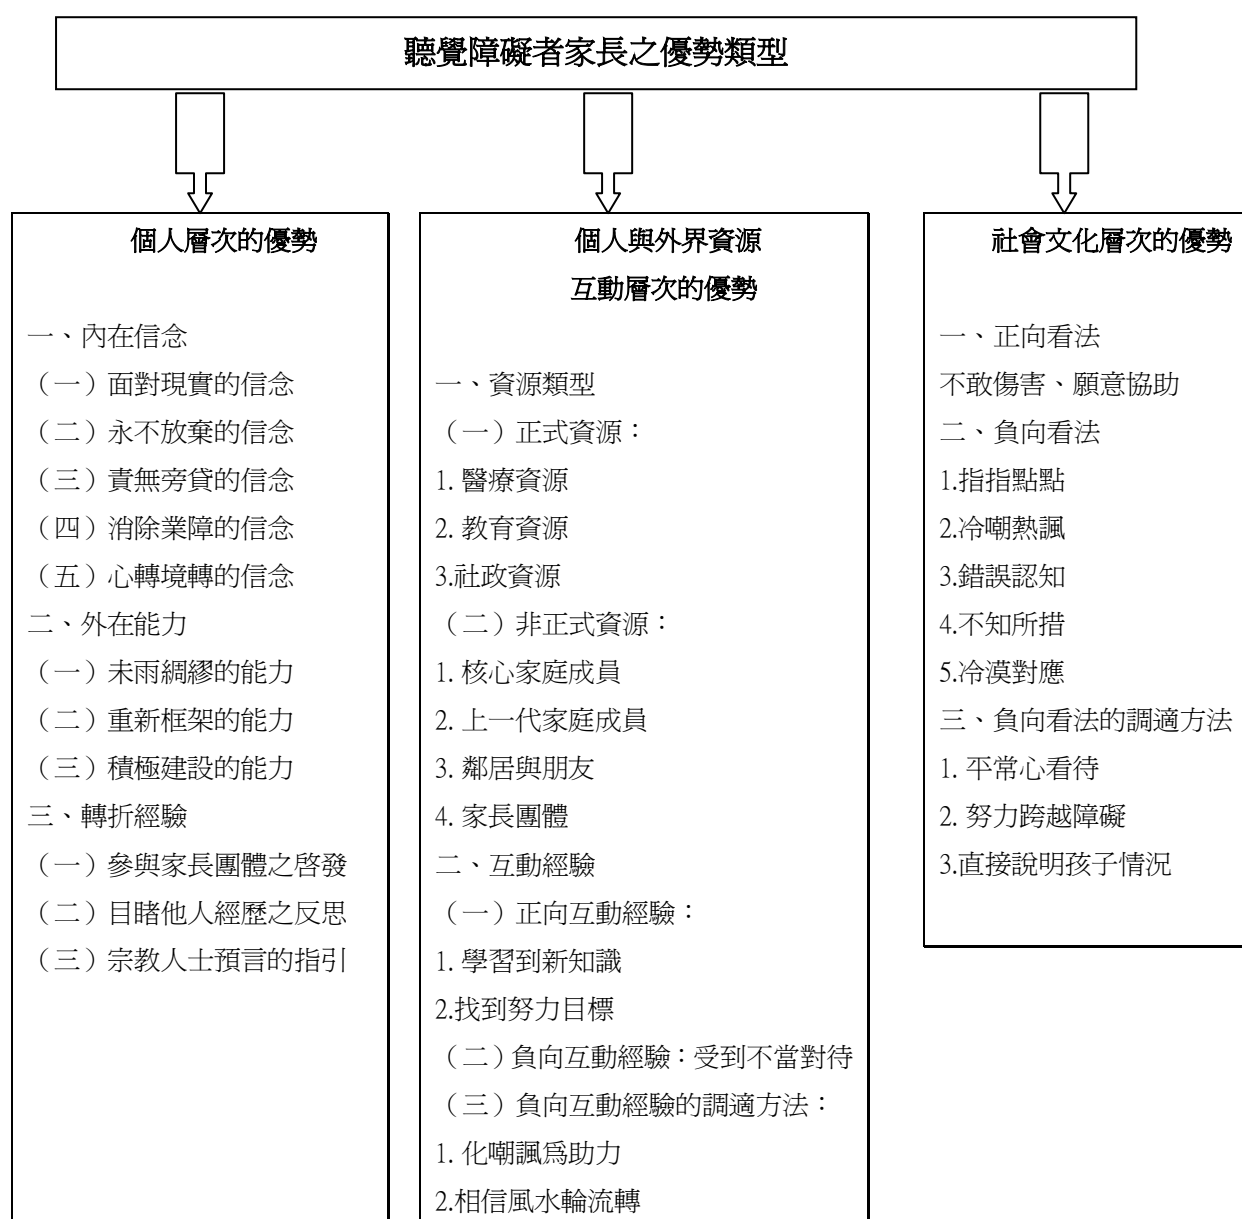 聽覺障礙者家長之優勢類型
個人層次的優勢
一、內在信念
（一）面對現實的信念
（二）永不放棄的信念
（三）責無旁貸的信念
（四）消除業障的信念
（五）心轉境轉的信念
二、外在能力
（一）未雨綢繆的能力
（二）重新框架的能力
（三）積極建設的能力
三、轉折經驗
（一）參與家長團體之啓發
（二）目睹他人經歷之反思
（三）宗教人士預言的指引
個人與外界資源
互動層次的優勢
一、資源類型
（一）正式資源：
1. 醫療資源
2. 教育資源
3.社政資源
（二）非正式資源：
1. 核心家庭成員
2. 上一代家庭成員
3. 鄰居與朋友
4. 家長團體
二、互動經驗
（一）正向互動經驗：
1. 學習到新知識
2.找到努力目標
（二）負向互動經驗：受到不當對待
（三）負向互動經驗的調適方法：
1. 化嘲諷爲助力
2.相信風水輪流轉
社會文化層次的優勢
一、正向看法
不敢傷害、願意協助
二、負向看法
1.指指點點
2.冷嘲熱諷
3.錯誤認知
4.不知所措
5.冷漠對應
三、負向看法的調適方法
1. 平常心看待
2. 努力跨越障礙
3.直接說明孩子情況